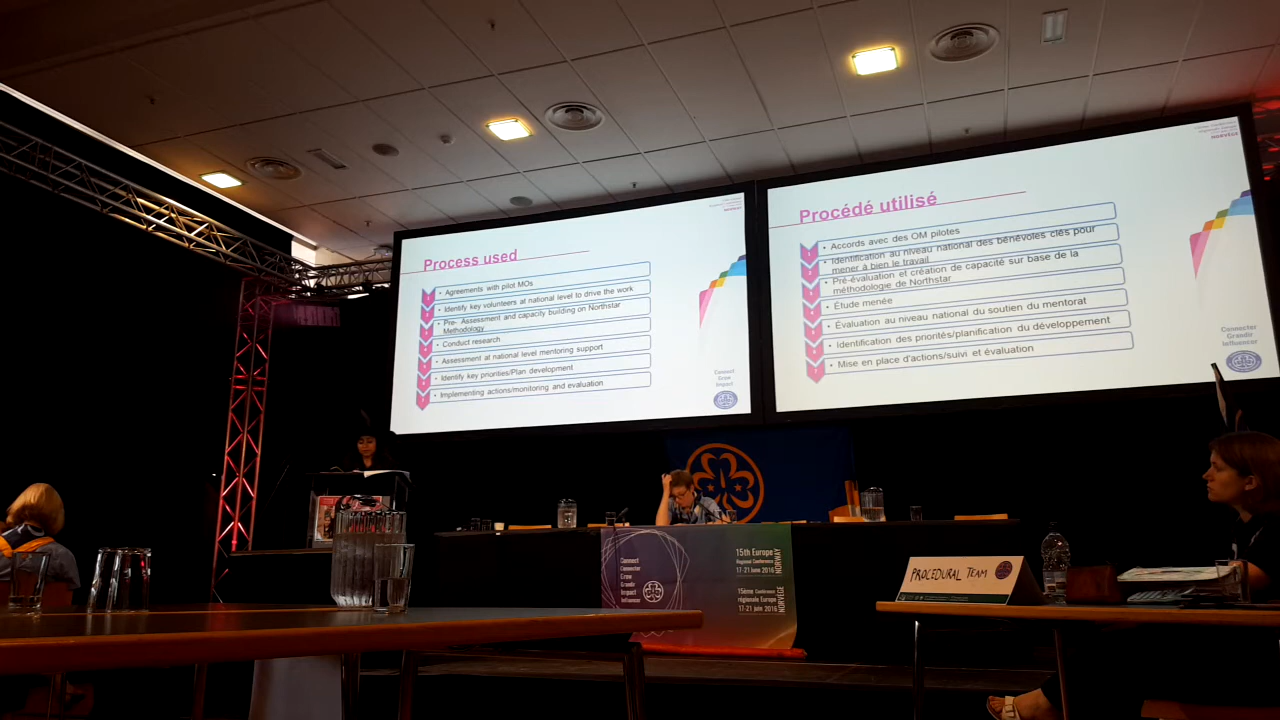 Process used
• Agreements with pilot MOs
• Identify key volunteers at national level to drive the work
• Pre- Assessment and capacity building on Northstar
Methodology
• Conduct research
• Assessment at national level mentoring support
• Identify key priorities/Plan development
• Implementing actions/monitoring and evaluation
Connect
Grow
Impact
NORVÈGE
Procédé utilisé
• Accords avec des OM pilotes
• Identification au niveau national des bénévoles clés pour
mener à bien le travail
• Pré-évaluation et création de capacité sur base de la
méthodologie de Northstar
• Étude menée
• Évaluation au niveau national du soutien du mentorat
• Identification des priorités/planification du développement
• Mise en place d'actions/suivi et évaluation
Connecter
Grandir
Influencer
Connect
Connecter
Grow
Grandir
Impact
Influencer
15th Europe
Regional Conference
17-21 June 2016
NORWAY
15ème Conférence
régionale Europe
17-21 juin 2016
NORVÈGE
PROCEDURAL TEAM